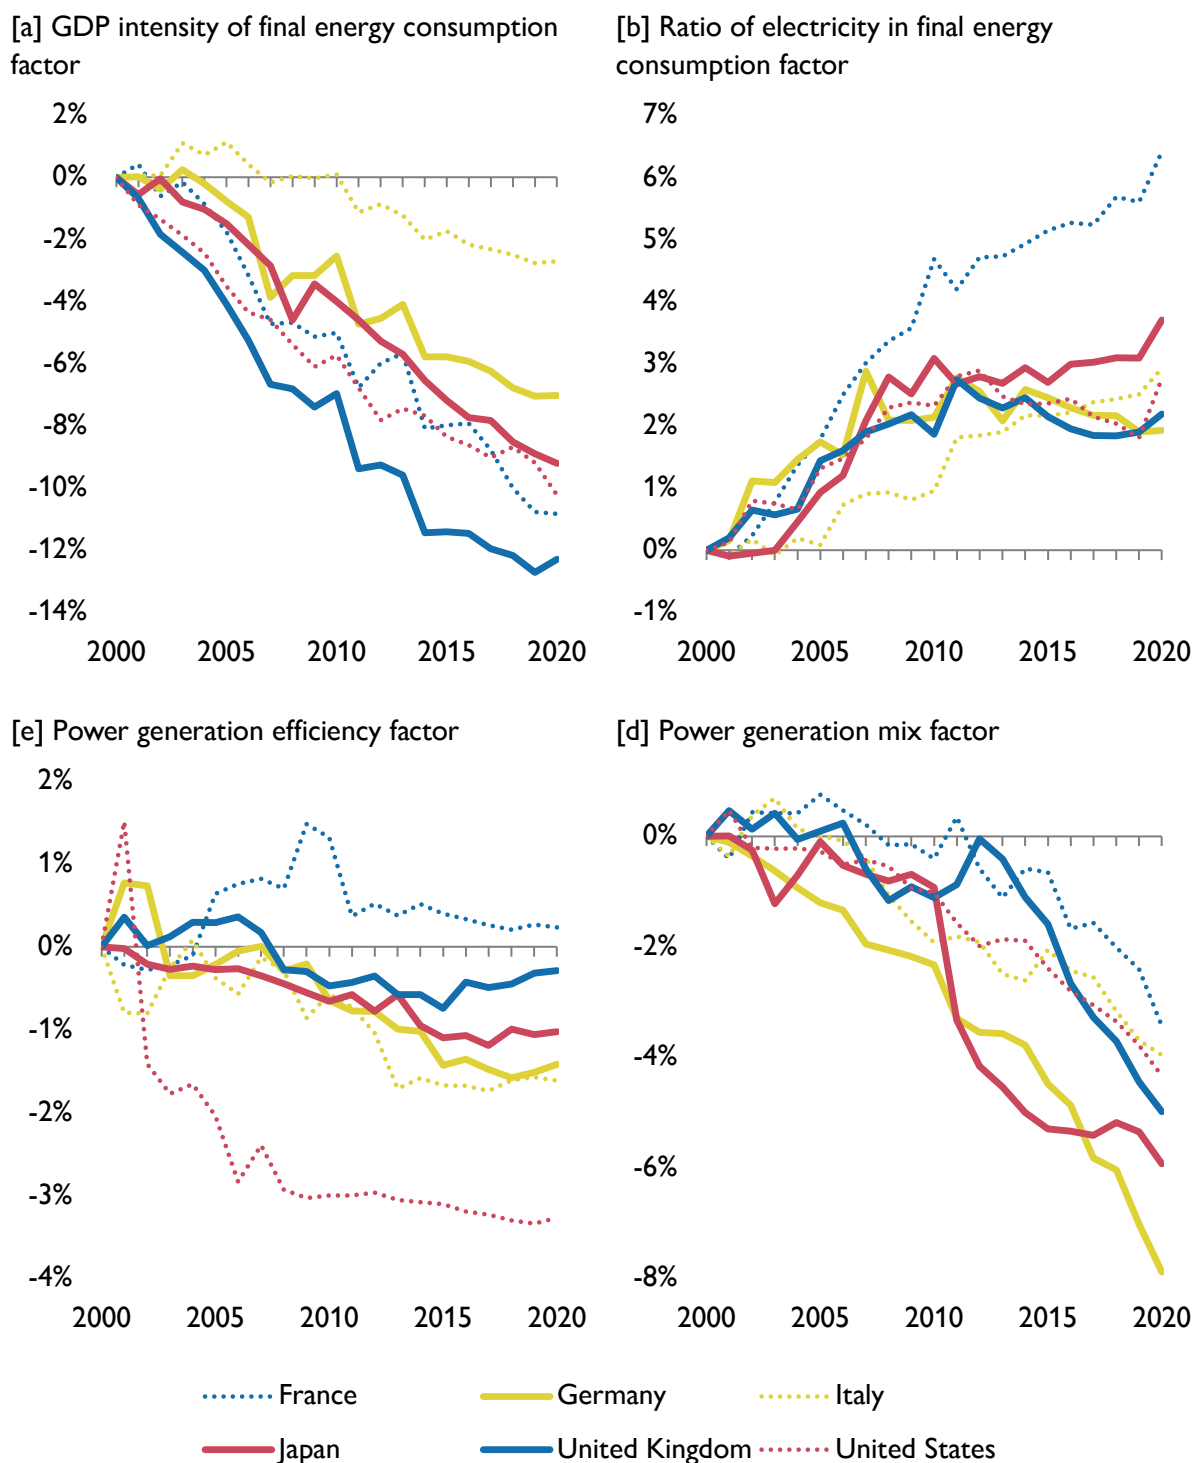 [a] GDP intensity of final energy consumption
factor
2%
0%
-2%
-4%
-6%
-8%
-10%
-12%
-14%
2000 2005 2010 2015 2020
[b] Ratio of electricity in final energy
consumption factor
7%
6%
5%
4%
3%
2%
1%
0%
-1%
2000 2005 2010 2015 2020
[e] Power generation efficiency factor
2%
1%
0%
-1%
-2%
-3%
-4%
2000 2005 2010 2015 2020
[d] Power generation mix factor
0%
-2%
-4%
-6%
-8%
2000 2005 2010 2015 2020
France Germany Italy
Japan United Kingdom United States